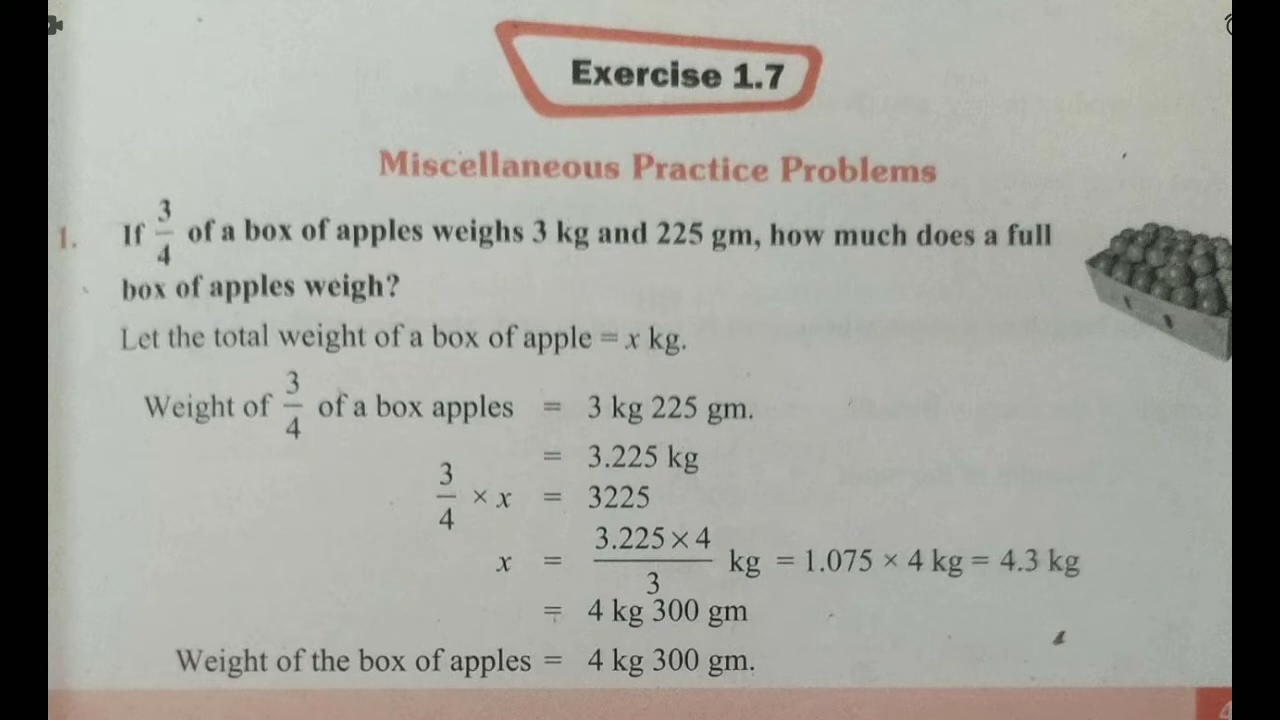 Exercise 1.7
Miscellaneous Practice Problems
1. If 3/4 of a box of apples weighs 3 kg and 225 gm, how much does a full
box of apples weigh?
Let the total weight of a box of apple = x kg.
Weight of 3/4 of a box apples = 3 kg 225 gm.
= 3.225 kg
3/4 × x = 3225
x = 3.225 × 4 / 3 kg = 1.075 × 4 kg = 4.3 kg
= 4 kg 300 gm
Weight of the box of apples = 4 kg 300 gm.